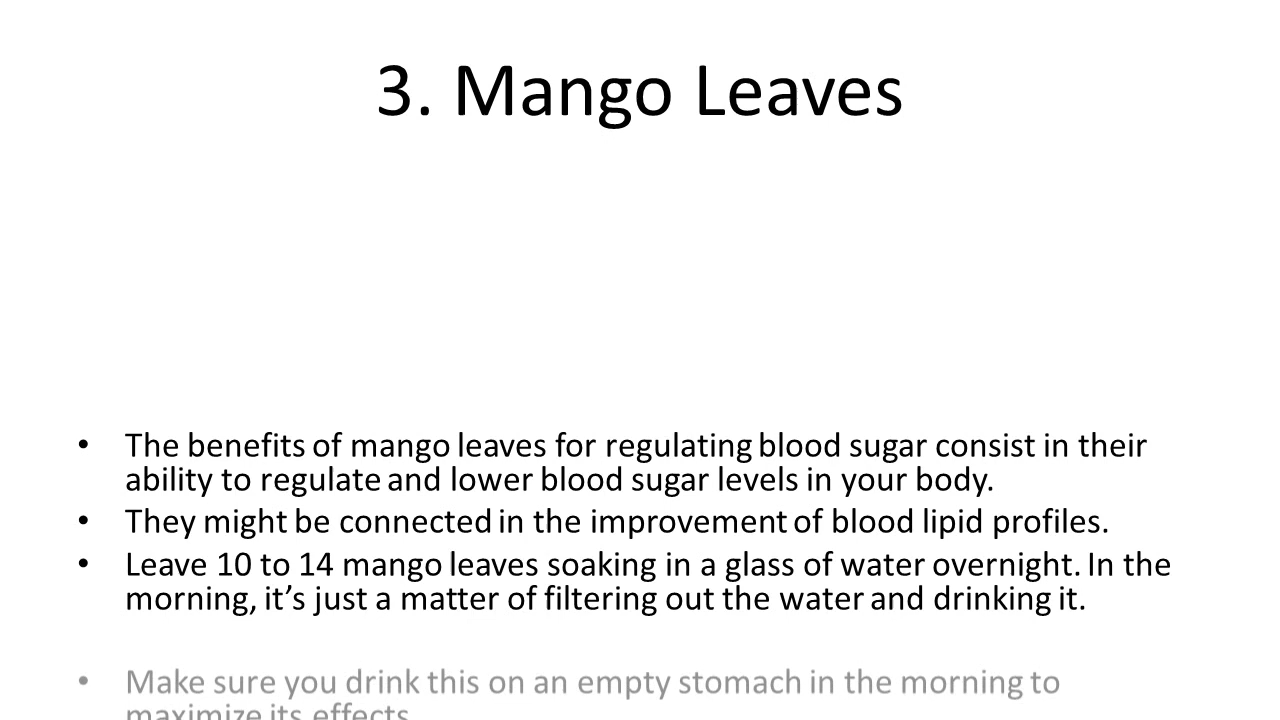 3. Mango Leaves
• The benefits of mango leaves for regulating blood sugar consist in their
ability to regulate and lower blood sugar levels in your body.
• They might be connected in the improvement of blood lipid profiles.
• Leave 10 to 14 mango leaves soaking in a glass of water overnight. In the
morning, it’s just a matter of filtering out the water and drinking it.
• Make sure you drink this on an empty stomach in the morning to
maximize its effects.